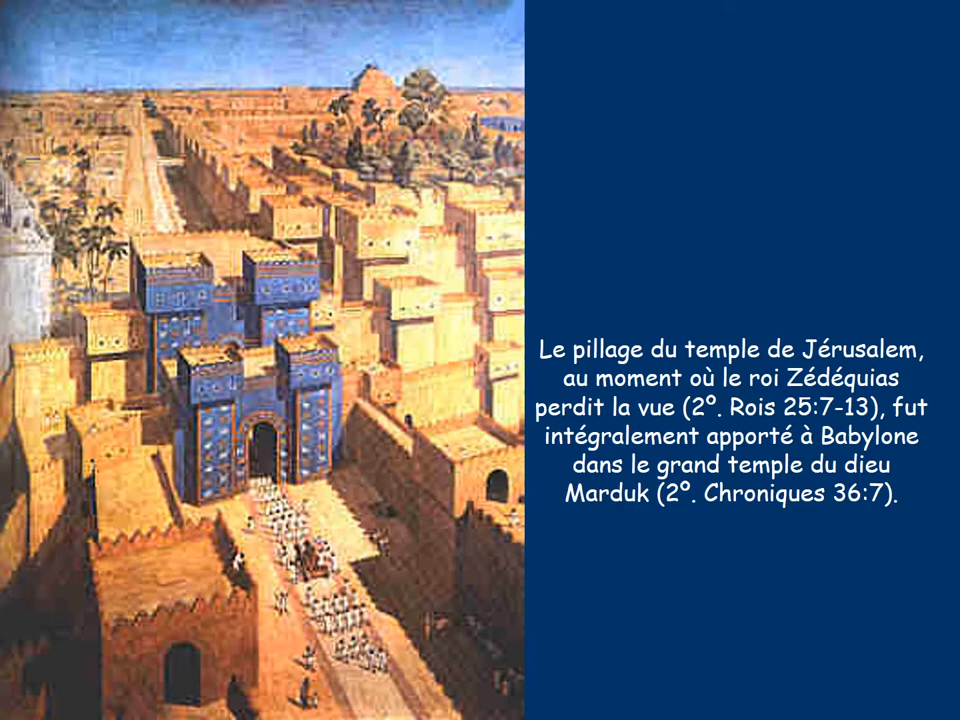 Le pillage du temple de Jérusalem,
au moment où le roi Zédéquias
perdit la vue (2º. Rois 25:7-13), fut
intégralement apporté à Babylone
dans le grand temple du dieu
Marduk (2º. Chroniques 36:7).